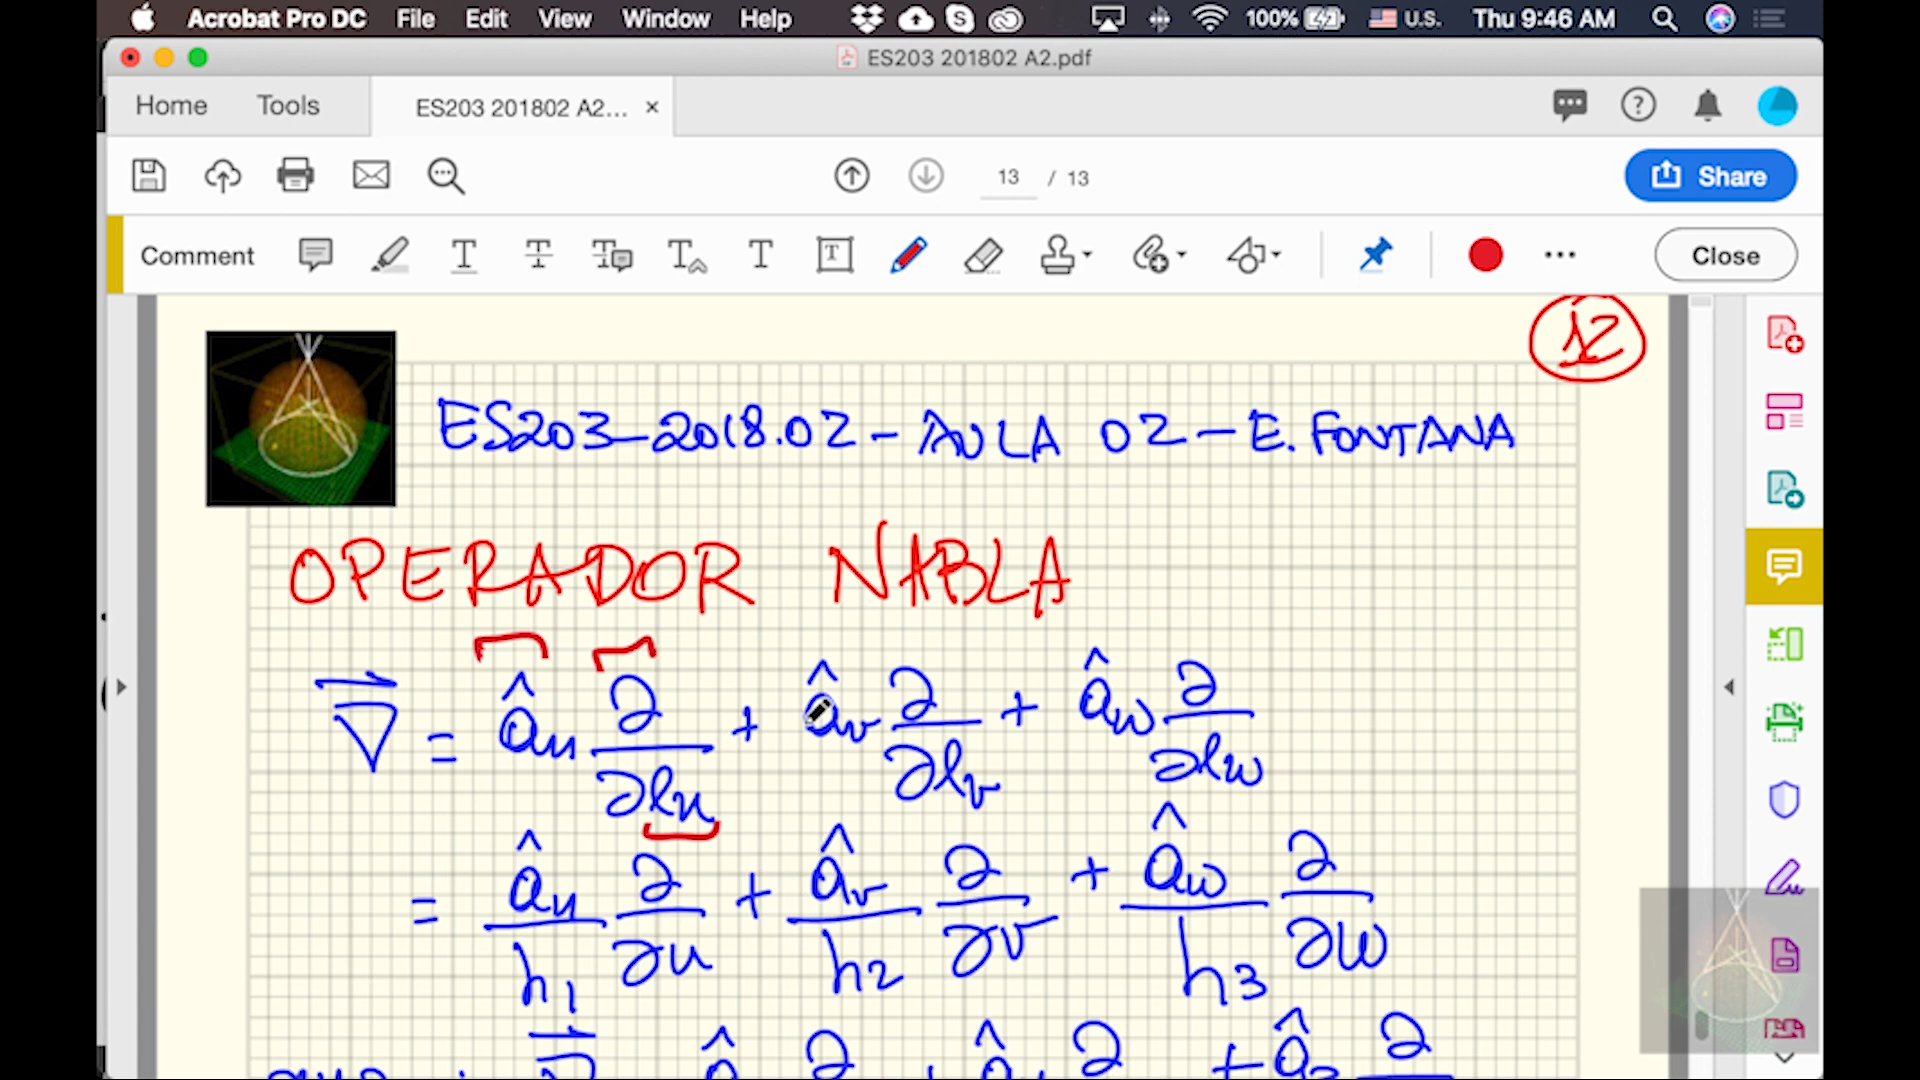 Acrobat Pro DC File Edit View Window Help 100% U.S. Thu 9:46 AM
ES203 201802 A2.pdf
Home Tools ES203 201802 A2... ×
13 / 13 Share
Comment T T T T T T Close
12
ES203-2018.02 - AULA 02 - E. FONTANA
OPERADOR NABLA
∇⃗ = âu ∂/∂lu + âv ∂/∂lv + âw ∂/∂lw
= âu/h1 ∂/∂u + âv/h2 ∂/∂v + âw/h3 ∂/∂w